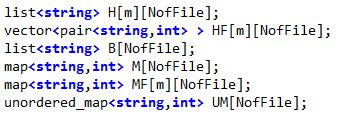 list<string> H[m][NofFile];
vector<pair<string,int> > HF[m][NofFile];
list<string> B[NofFile];
map<string,int> M[NofFile];
map<string,int> MF[m][NofFile];
unordered_map<string,int> UM[NofFile];